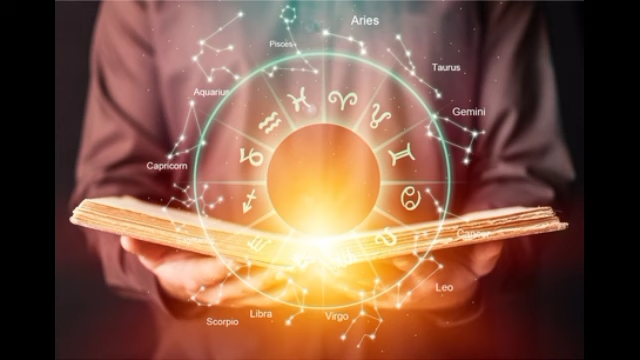 Aries
Pisces
Taurus
Aquarius
Gemini
Capricorn
Cancer
Leo
Virgo
Libra
Scorpio